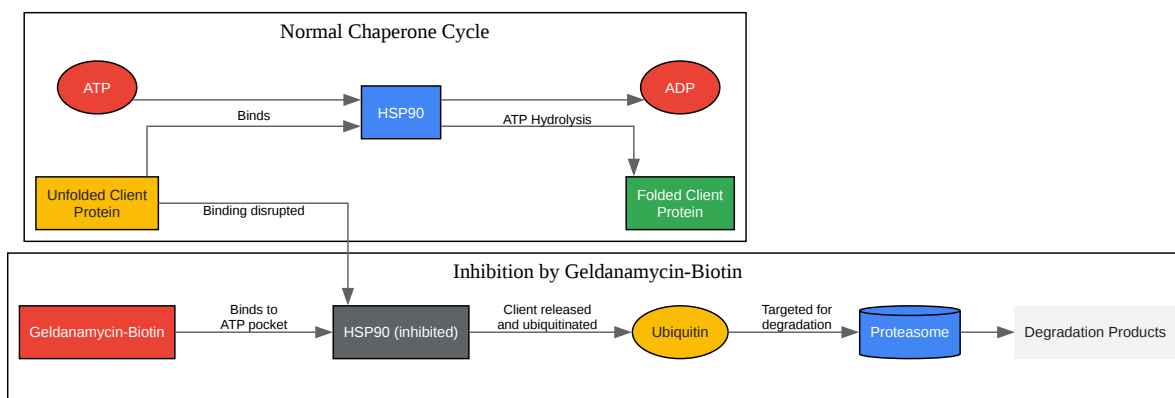 Normal Chaperone Cycle
ATP
ADP
HSP90
Binds
ATP Hydrolysis
Unfolded Client
Protein
Folded Client
Protein
Binding disrupted
Inhibition by Geldanamycin-Biotin
Geldanamycin-Biotin
Binds to
ATP pocket
HSP90 (inhibited)
Client released
and ubiquitinated
Ubiquitin
Targeted for
degradation
Proteasome
Degradation Products